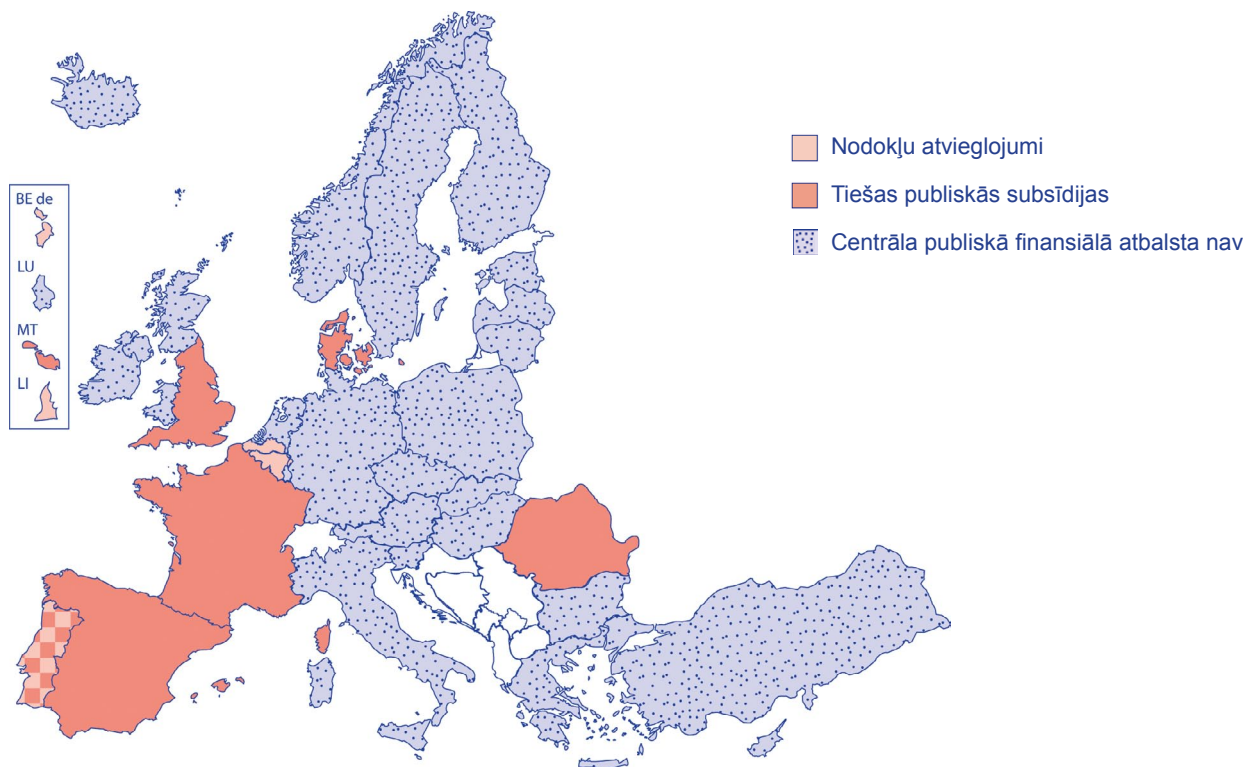 Nodokļu atvieglojumi
Tiešas publiskās subsīdijas
Centrāla publiskā finansiālā atbalsta nav
BE de
LU
MT
LI